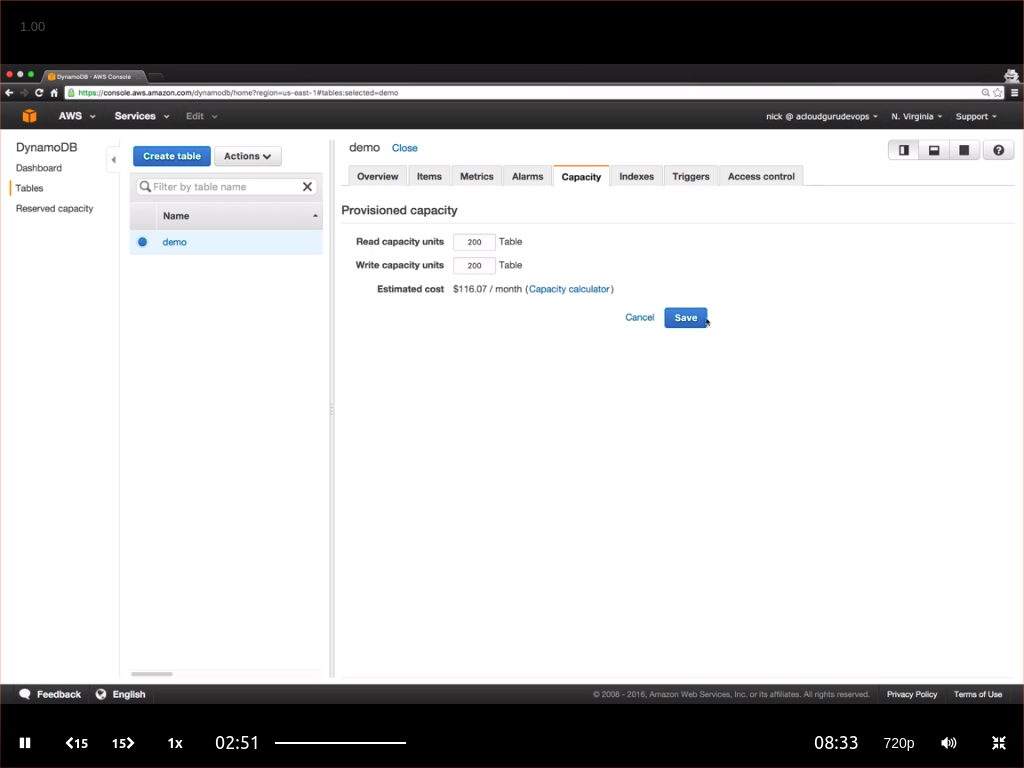 1.00
DynamoDB · AWS Console
https://console.aws.amazon.com/dynamodb/home?region=us-east-1#tables:selected=demo
AWS Services Edit nick @ acloudgurudevops N. Virginia Support
DynamoDB
Dashboard
Tables
Reserved capacity
Create table Actions
Filter by table name
Name
demo
demo Close
Overview Items Metrics Alarms Capacity Indexes Triggers Access control
Provisioned capacity
Read capacity units 200 Table
Write capacity units 200 Table
Estimated cost $116.07 / month (Capacity calculator)
Cancel Save
Feedback English © 2008 - 2016, Amazon Web Services, Inc. or its affiliates. All rights reserved. Privacy Policy Terms of Use
15 15 1x 02:51 08:33 720p